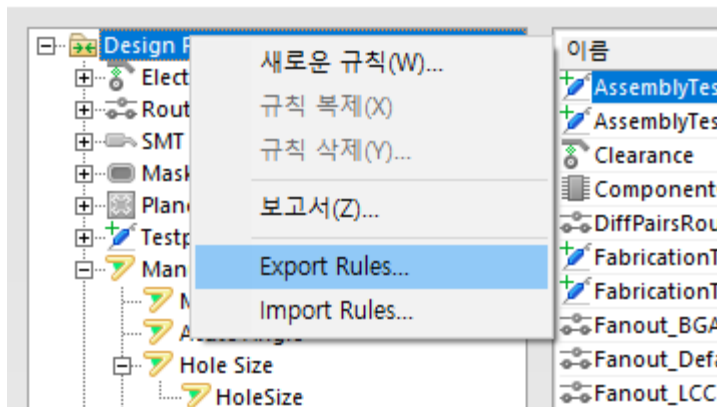 Design
새로운 규칙(W)...
규칙 복제(X)
규칙 삭제(Y)...
보고서(Z)...
Export Rules...
Import Rules...
Elect
Rout
SMT
Mask
Plan
Testp
Man
Hole Size
HoleSize
이름
AssemblyTes
AssemblyTes
Clearance
Component
DiffPairsRou
FabricationT
FabricationT
Fanout_BGA
Fanout_Defa
Fanout_LCC